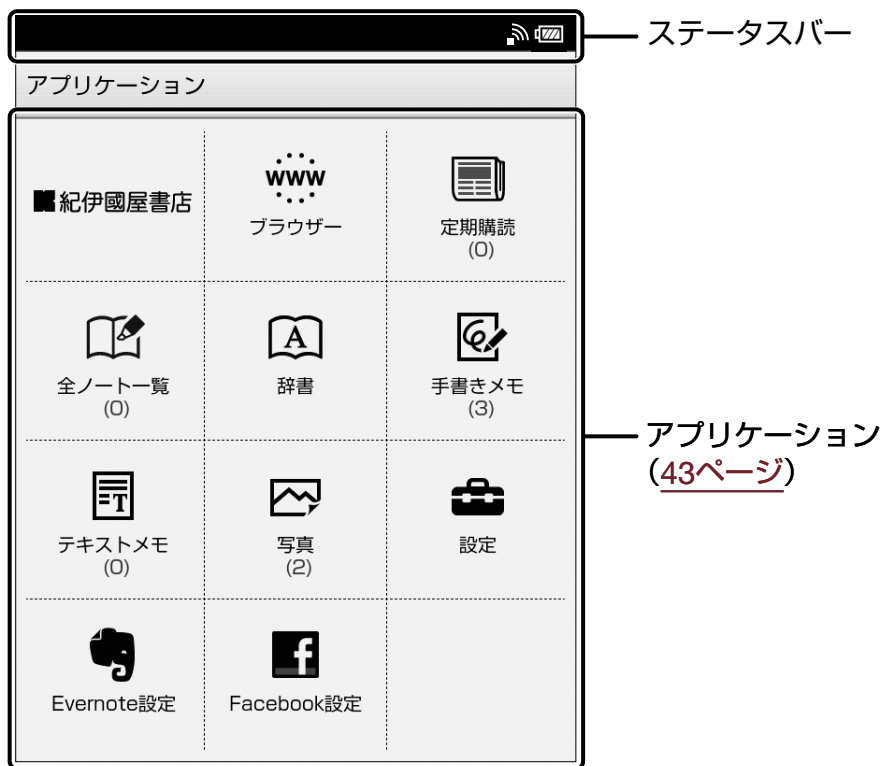 ステータスバー
アプリケーション
紀伊國屋書店
www
ブラウザー
定期購読
(0)
全ノート一覧
(0)
A
辞書
手書きメモ
(3)
アプリケーション
(43ページ)
T
テキストメモ
(0)
写真
(2)
設定
Evernote設定
f
Facebook設定